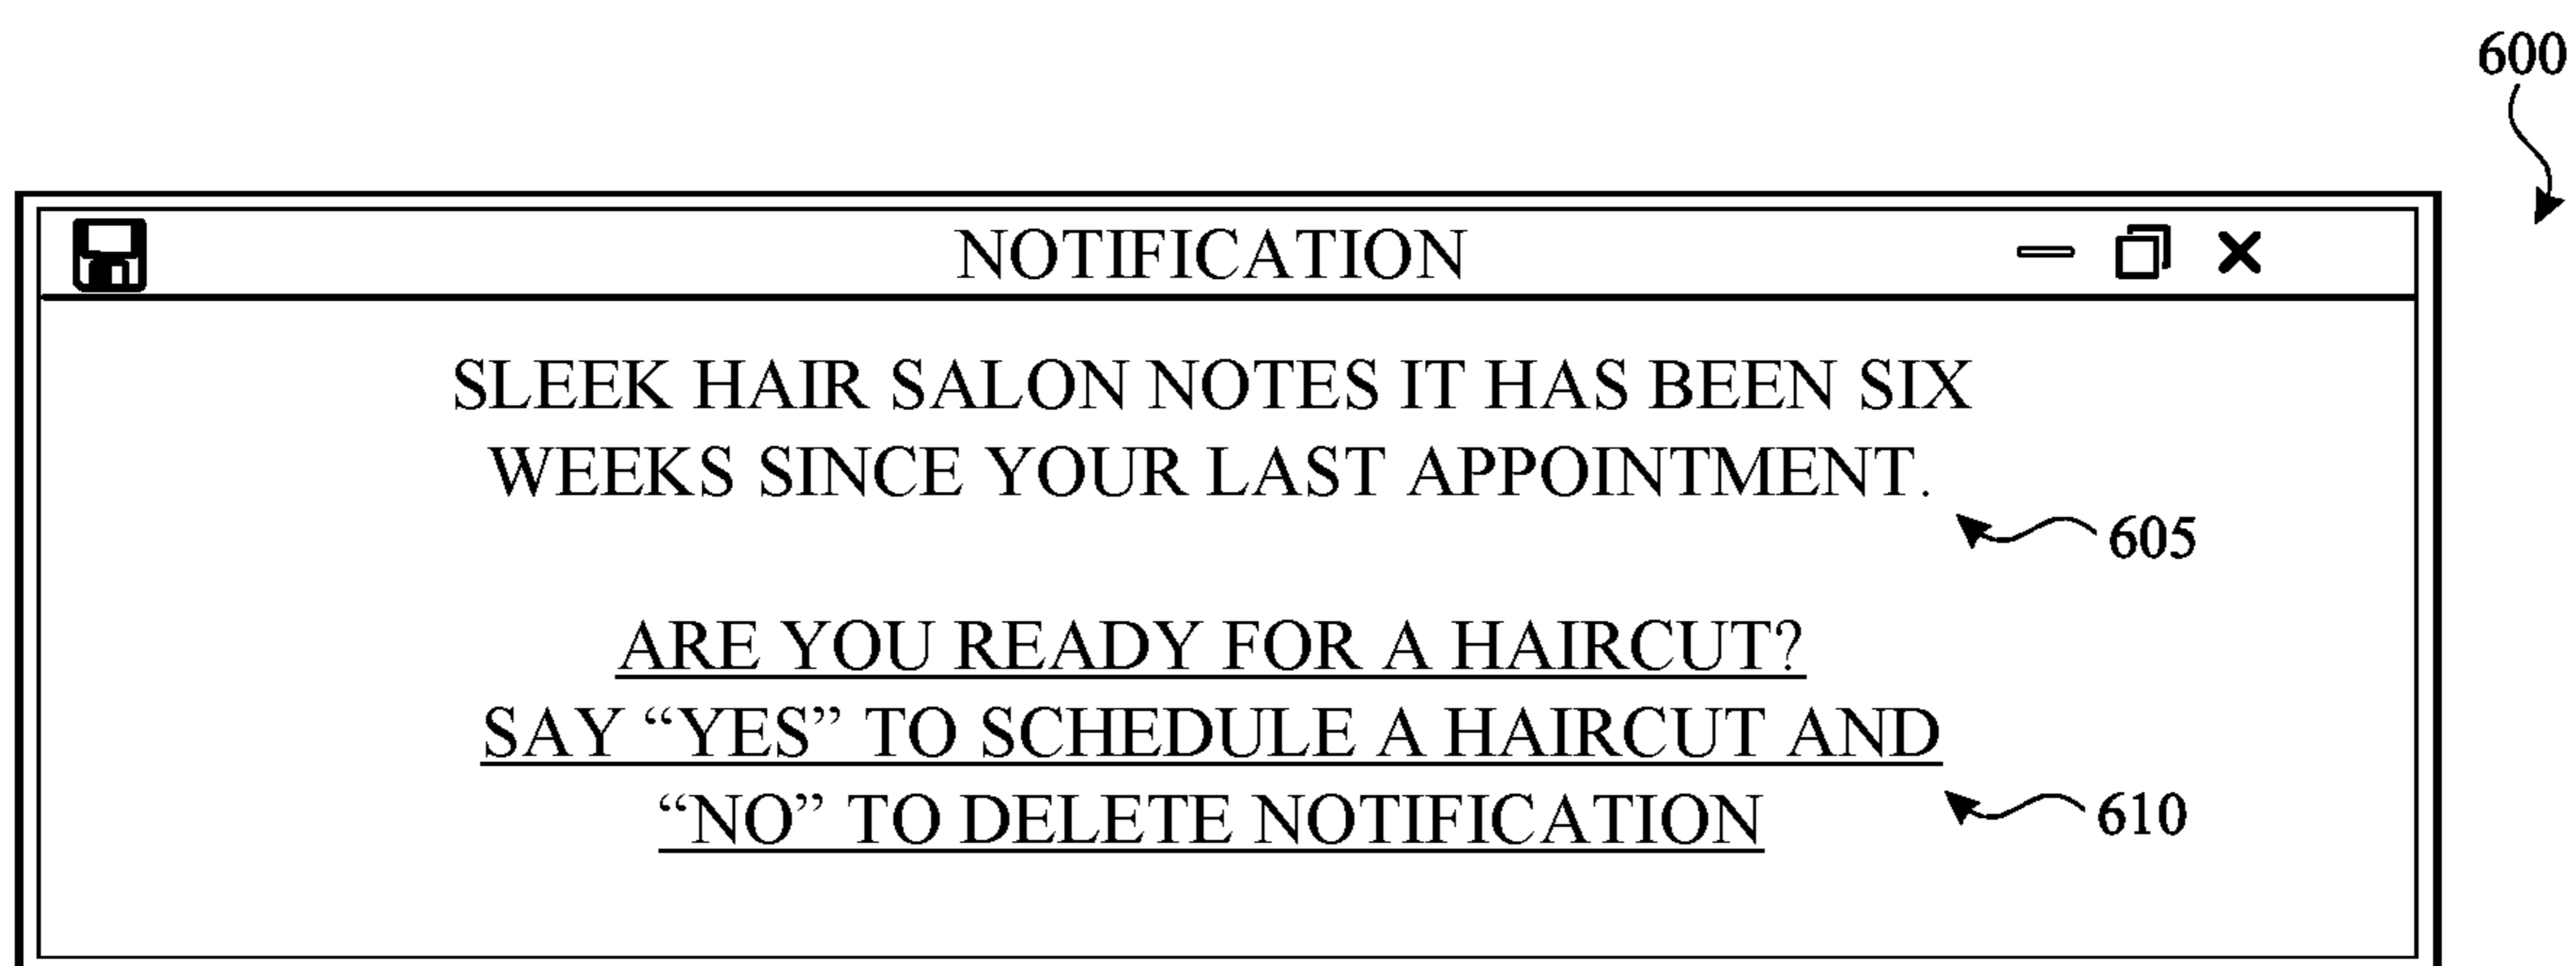 600
NOTIFICATION
SLEEK HAIR SALON NOTES IT HAS BEEN SIX
WEEKS SINCE YOUR LAST APPOINTMENT.
605
ARE YOU READY FOR A HAIRCUT?
SAY “YES” TO SCHEDULE A HAIRCUT AND
“NO” TO DELETE NOTIFICATION
610